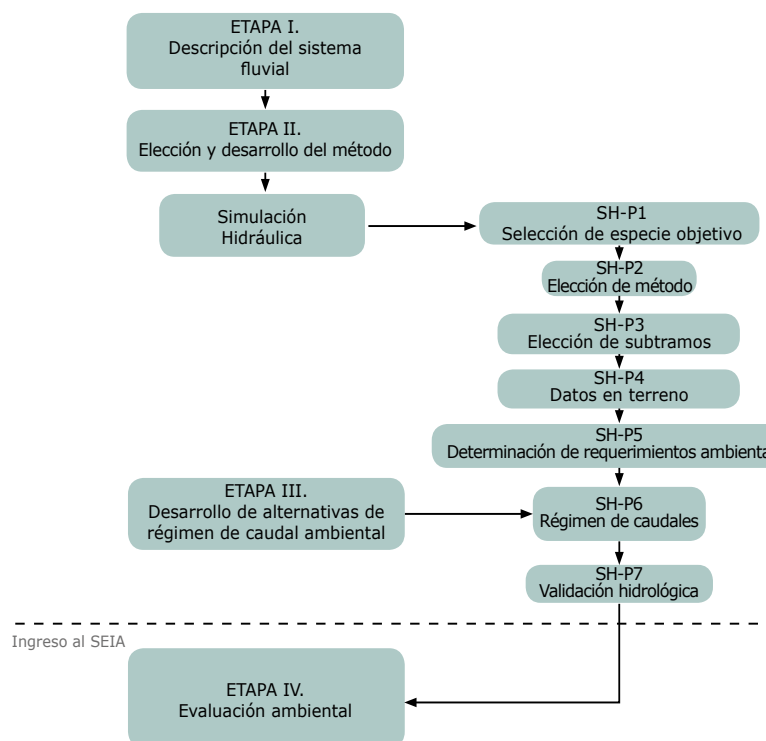 ETAPA I.
Descripción del sistema
fluvial
ETAPA II.
Elección y desarrollo del método
Simulación
Hidráulica
SH-P1
Selección de especie objetivo
SH-P2
Elección de método
SH-P3
Elección de subtramos
SH-P4
Datos en terreno
SH-P5
Determinación de requerimientos ambienta
ETAPA III.
Desarrollo de alternativas de
régimen de caudal ambiental
SH-P6
Régimen de caudales
SH-P7
Validación hidrológica
Ingreso al SEIA
ETAPA IV.
Evaluación ambiental